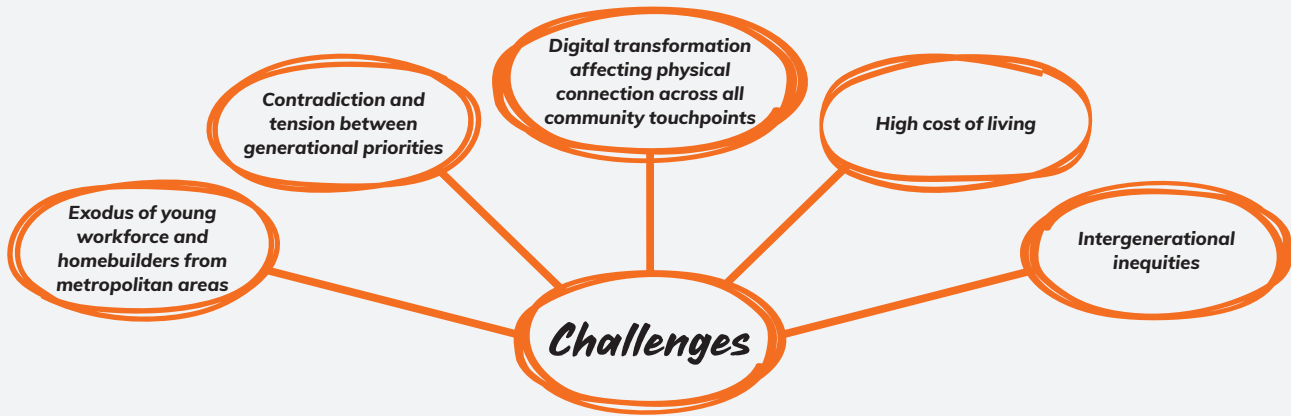 Exodus of young
workforce and
homebuilders from
metropolitan areas
Contradiction and
tension between
generational priorities
Digital transformation
affecting physical
connection across all
community touchpoints
High cost of living
Intergenerational
inequities
Challenges